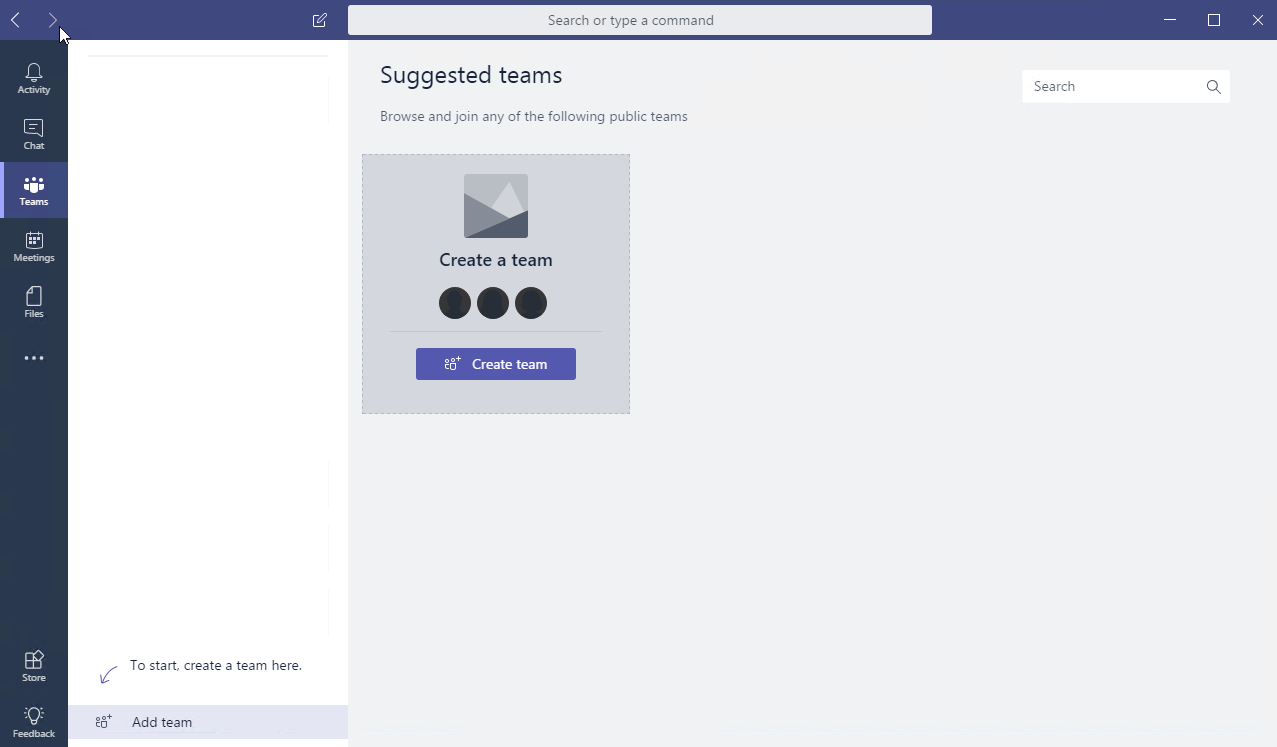 Search or type a command
Activity
Chat
Teams
Meetings
Files
Store
Feedback
To start, create a team here.
Add team
Suggested teams
Search
Browse and join any of the following public teams
Create a team
Create team